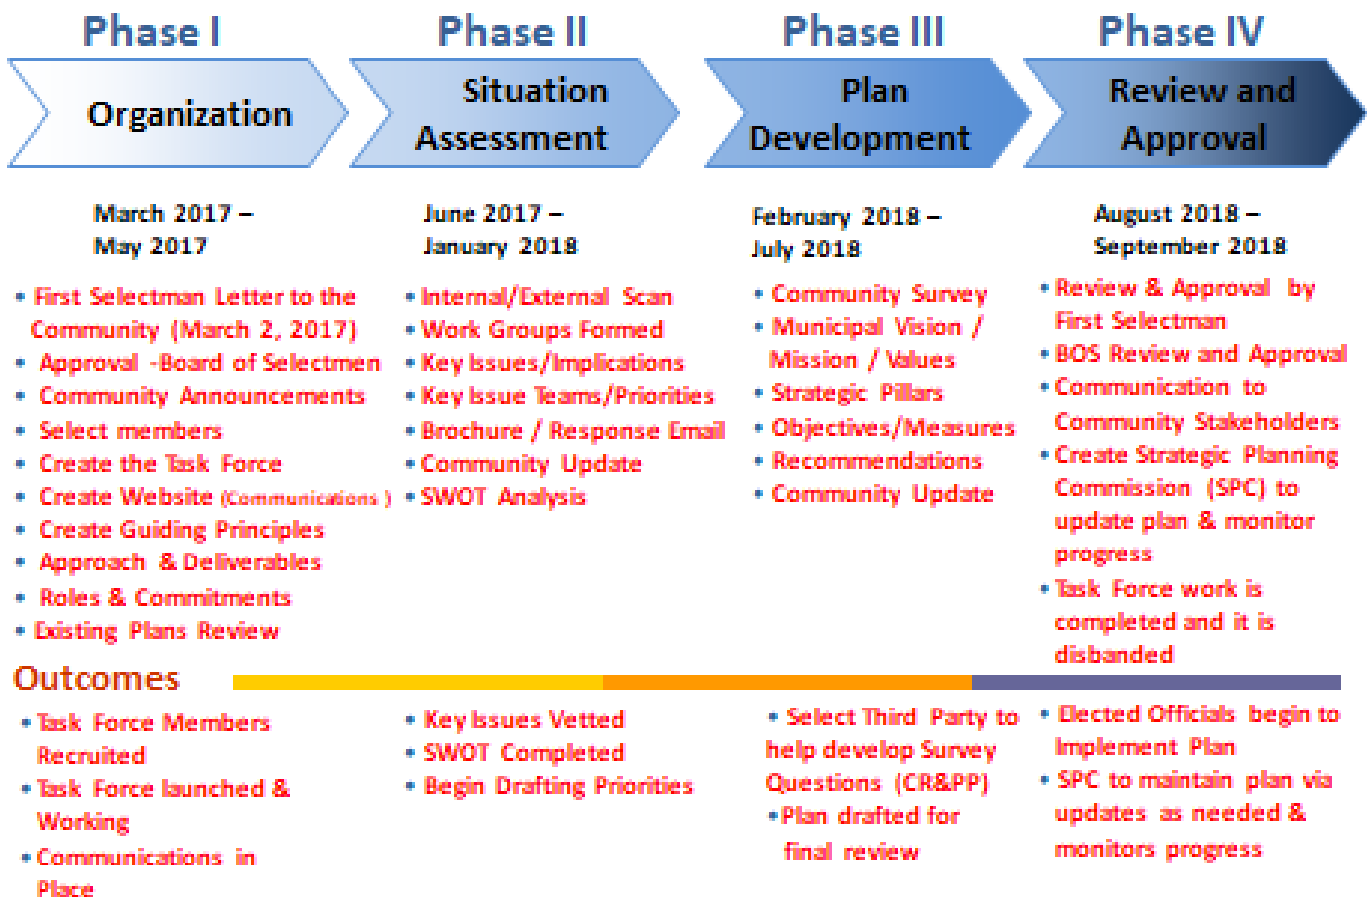 Phase I
Organization
March 2017 –
May 2017
• First Selectman Letter to the
Community (March 2, 2017)
• Approval -Board of Selectmen
• Community Announcements
• Select members
• Create the Task Force
• Create Website (Communications )
• Create Guiding Principles
• Approach & Deliverables
• Roles & Commitments
• Existing Plans Review
Phase II
Situation
Assessment
June 2017 –
January 2018
• Internal/External Scan
• Work Groups Formed
• Key Issues/Implications
• Key Issue Teams/Priorities
• Brochure / Response Email
• Community Update
• SWOT Analysis
Phase III
Plan
Development
February 2018 –
July 2018
• Community Survey
• Municipal Vision /
Mission / Values
• Strategic Pillars
• Objectives/Measures
• Recommendations
• Community Update
Phase IV
Review and
Approval
August 2018 –
September 2018
• Review & Approval by
First Selectman
• BOS Review and Approval
• Communication to
Community Stakeholders
• Create Strategic Planning
Commission (SPC) to
update plan & monitor
progress
• Task Force work is
completed and it is
disbanded
Outcomes
• Task Force Members
Recruited
• Task Force launched &
Working
• Communications in
Place
• Key Issues Vetted
• SWOT Completed
• Begin Drafting Priorities
• Select Third Party to
help develop Survey
Questions (CR&PP)
• Plan drafted for
final review
• Elected Officials begin to
Implement Plan
• SPC to maintain plan via
updates as needed &
monitors progress